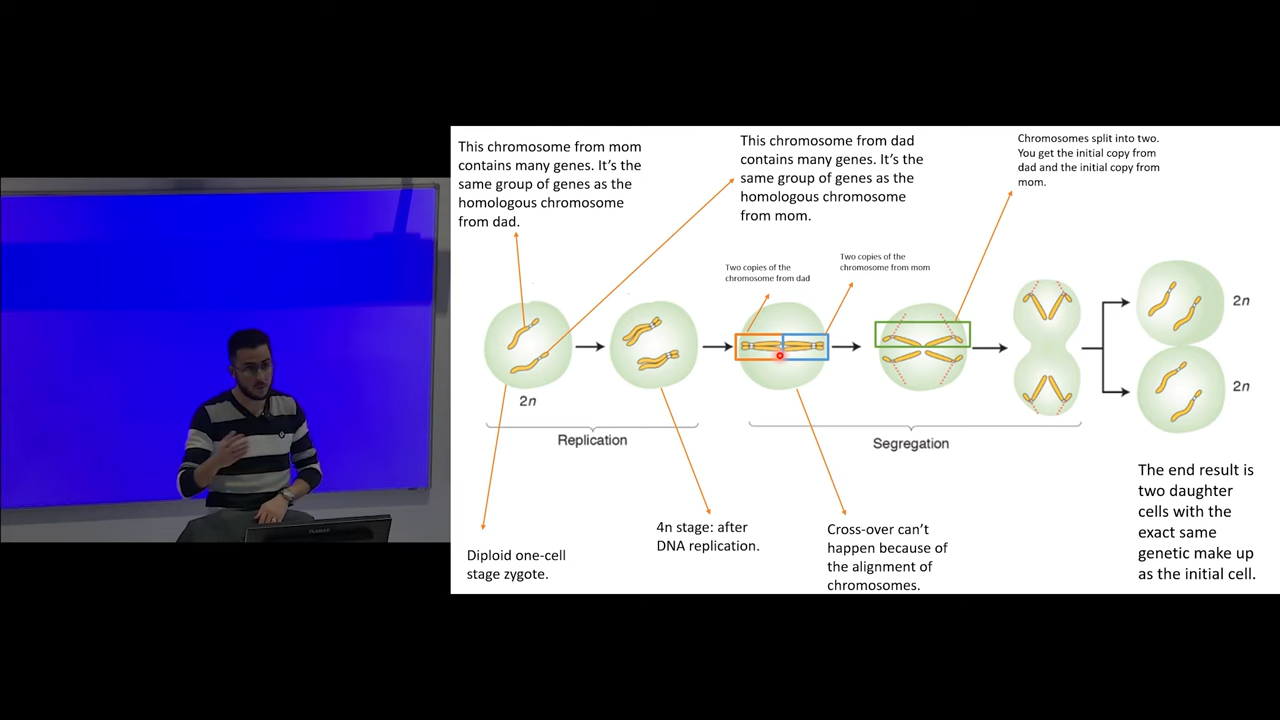 This chromosome from mom
contains many genes. It’s the
same group of genes as the
homologous chromosome
from dad.
This chromosome from dad
contains many genes. It’s the
same group of genes as the
homologous chromosome
from mom.
Chromosomes split into two.
You get the initial copy from
dad and the initial copy from
mom.
Two copies of the
chromosome from dad
Two copies of the
chromosome from mom
2n
2n
2n
Replication
Segregation
Diploid one-cell
stage zygote.
4n stage: after
DNA replication.
Cross-over can’t
happen because of
the alignment of
chromosomes.
The end result is
two daughter
cells with the
exact same
genetic make up
as the initial cell.